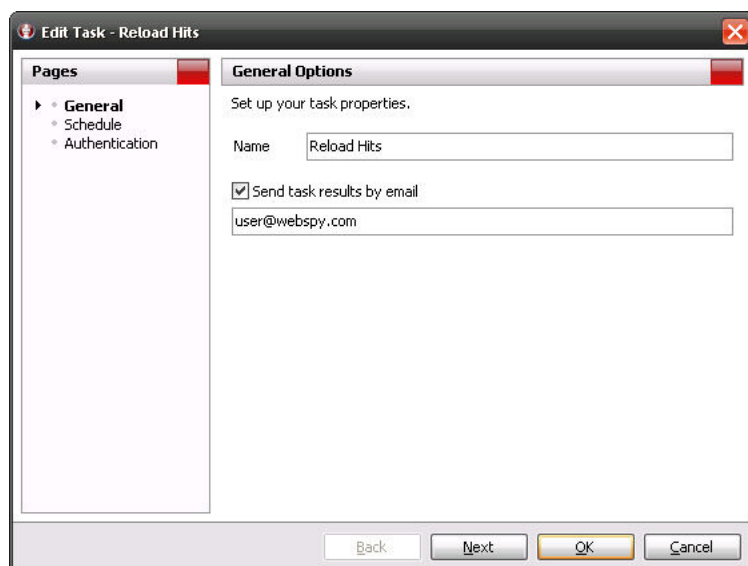 Edit Task - Reload Hits
Pages
General
Schedule
Authentication
General Options
Set up your task properties.
Name Reload Hits
Send task results by email
user@webspy.com
Back Next OK Cancel